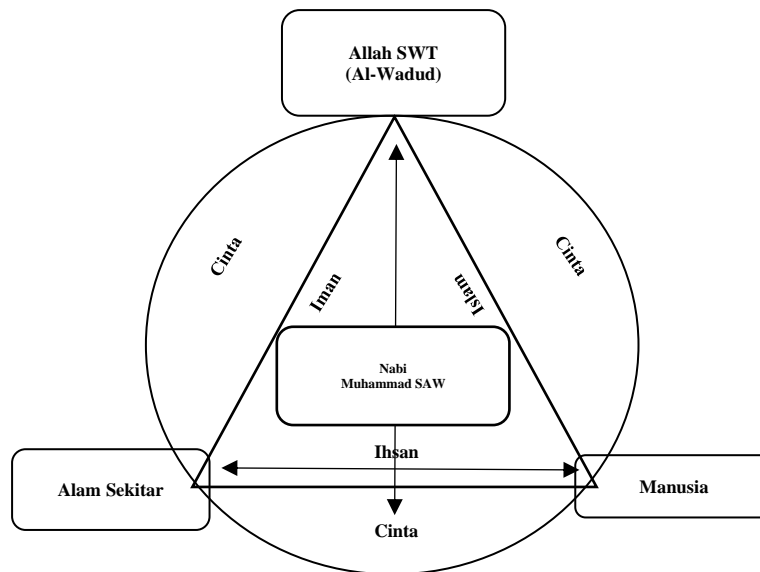 Allah SWT
(Al-Wadud)
Cinta
Cinta
Iman
Islam
Nabi
Muhammad SAW
Ihsan
Alam Sekitar
Manusia
Cinta